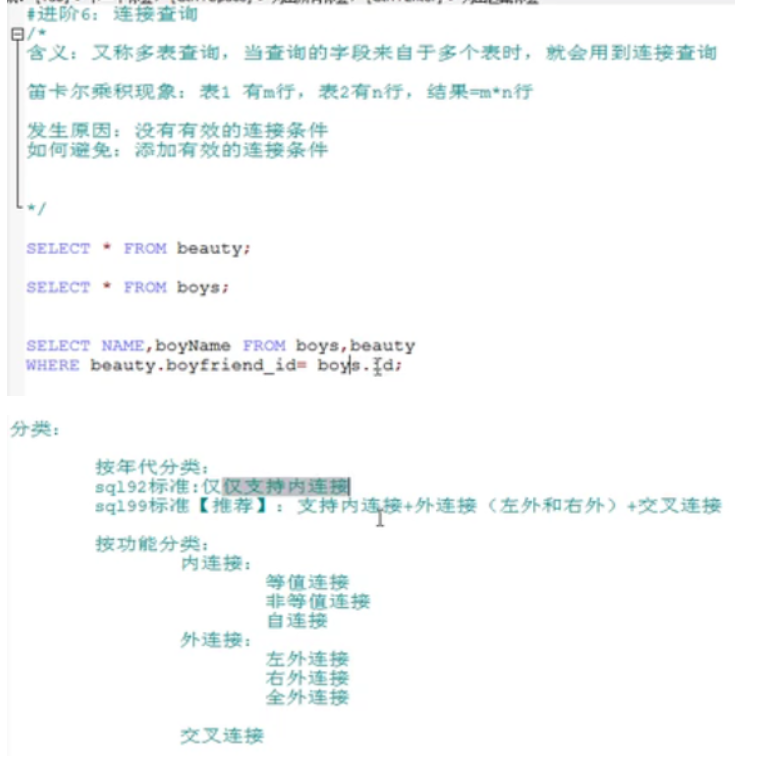 #进阶6：连接查询
/*
含义：又称多表查询，当查询的字段来自于多个表时，就会用到连接查询
笛卡尔乘积现象：表1 有m行，表2有n行，结果=m*n行
发生原因：没有有效的连接条件
如何避免：添加有效的连接条件
*/
SELECT * FROM beauty;
SELECT * FROM boys;
SELECT NAME,boyName FROM boys,beauty
WHERE beauty.boyfriend_id= boys.id;
分类：
按年代分类：
sql92标准:仅仅支持内连接
sql99标准【推荐】：支持内连接+外连接（左外和右外）+交叉连接
按功能分类：
内连接：
等值连接
非等值连接
自连接
外连接：
左外连接
右外连接
全外连接
交叉连接